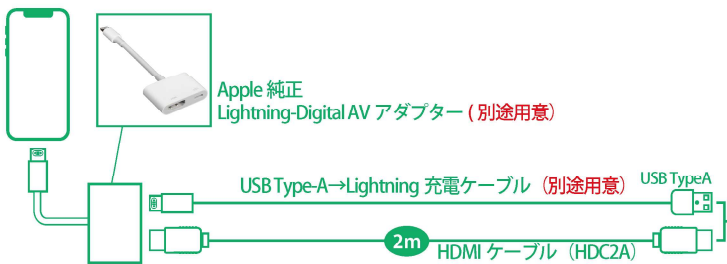 Apple 純正
Lightning-Digital AV アダプター ( 別途用意)
USB Type-A→Lightning 充電ケーブル（別途用意）
USB TypeA
2m
HDMI ケーブル（HDC2A）